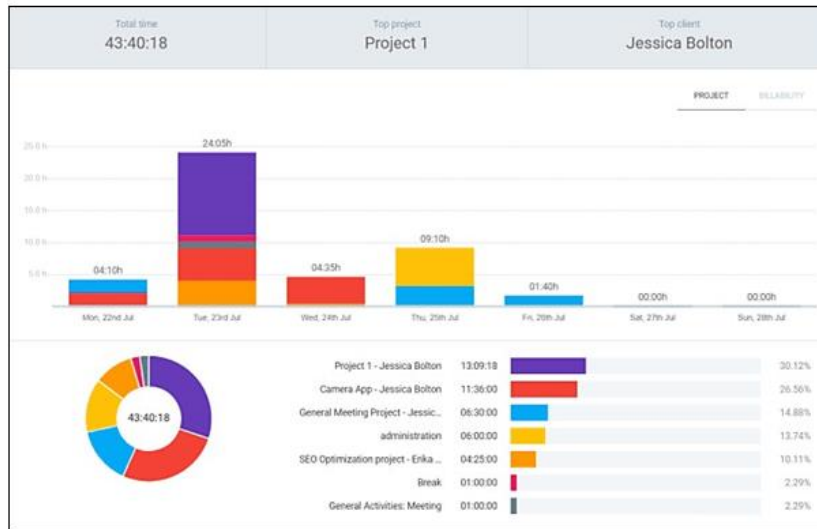 Total time
Top project
Top client
43:40:18
Project 1
Jessica Bolton
PROJECT
BILLABILITY
25.0 h
20.0 h
15.0 h
10.0 h
5.0 h
04:10h
24:05h
04:35h
09:10h
01:40h
00:00h
00:00h
Mon, 22nd Jul
Tue, 23rd Jul
Wed, 24th Jul
Thu, 25th Jul
Fri, 26th Jul
Sat, 27th Jul
Sun, 28th Jul
43:40:18
Project 1 - Jessica Bolton 13:09:18 30.12%
Camera App - Jessica Bolton 11:36:00 26.56%
General Meeting Project - Jessic... 06:30:00 14.88%
administration 06:00:00 13.74%
SEO Optimization project - Erika ... 04:25:00 10.11%
Break 01:00:00 2.29%
General Activities: Meeting 01:00:00 2.29%